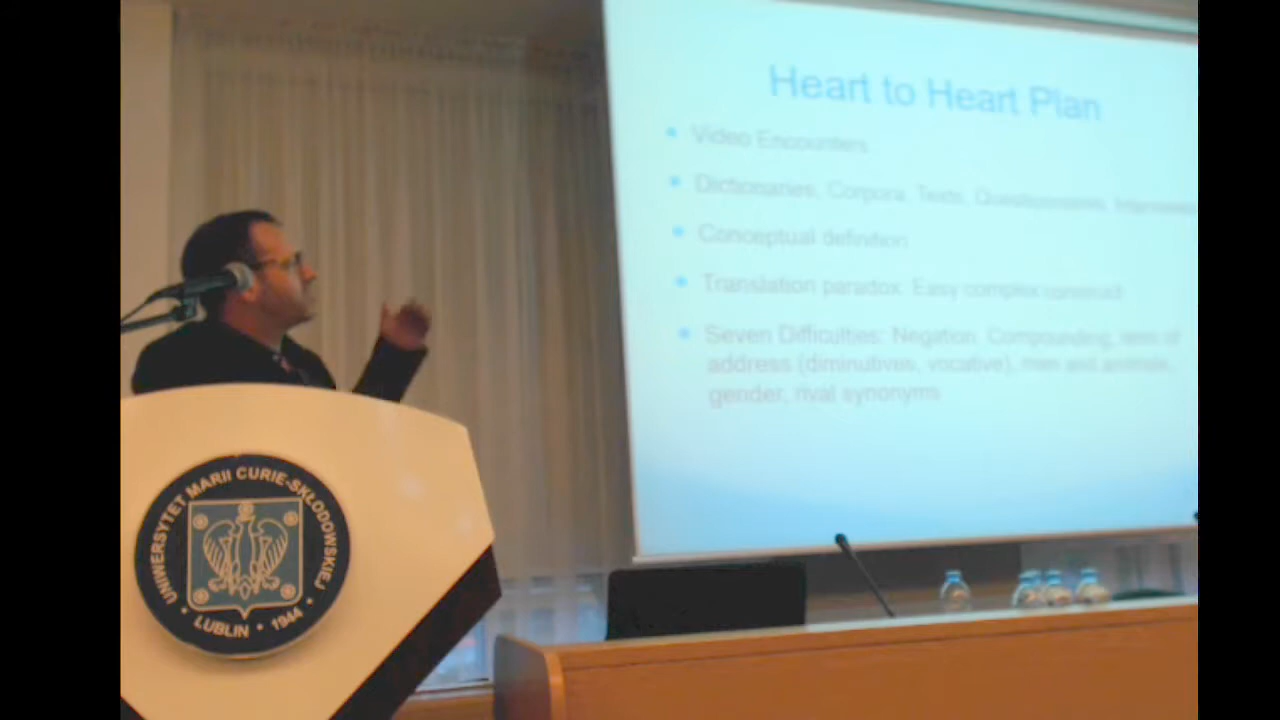 Heart to Heart Plan
Video Encounters
Dictionaries, Corpora, Texts, Questionnaires, Interviews
Conceptual definition
Translation paradox: Easy complex construct
Seven Difficulties: Negation, Compounding, of
address (diminutives, vocative), men and animals,
gender, rival synonyms
UNIWERSYTET MARII CURIE-SKŁODOWSKIEJ
LUBLIN • 1944